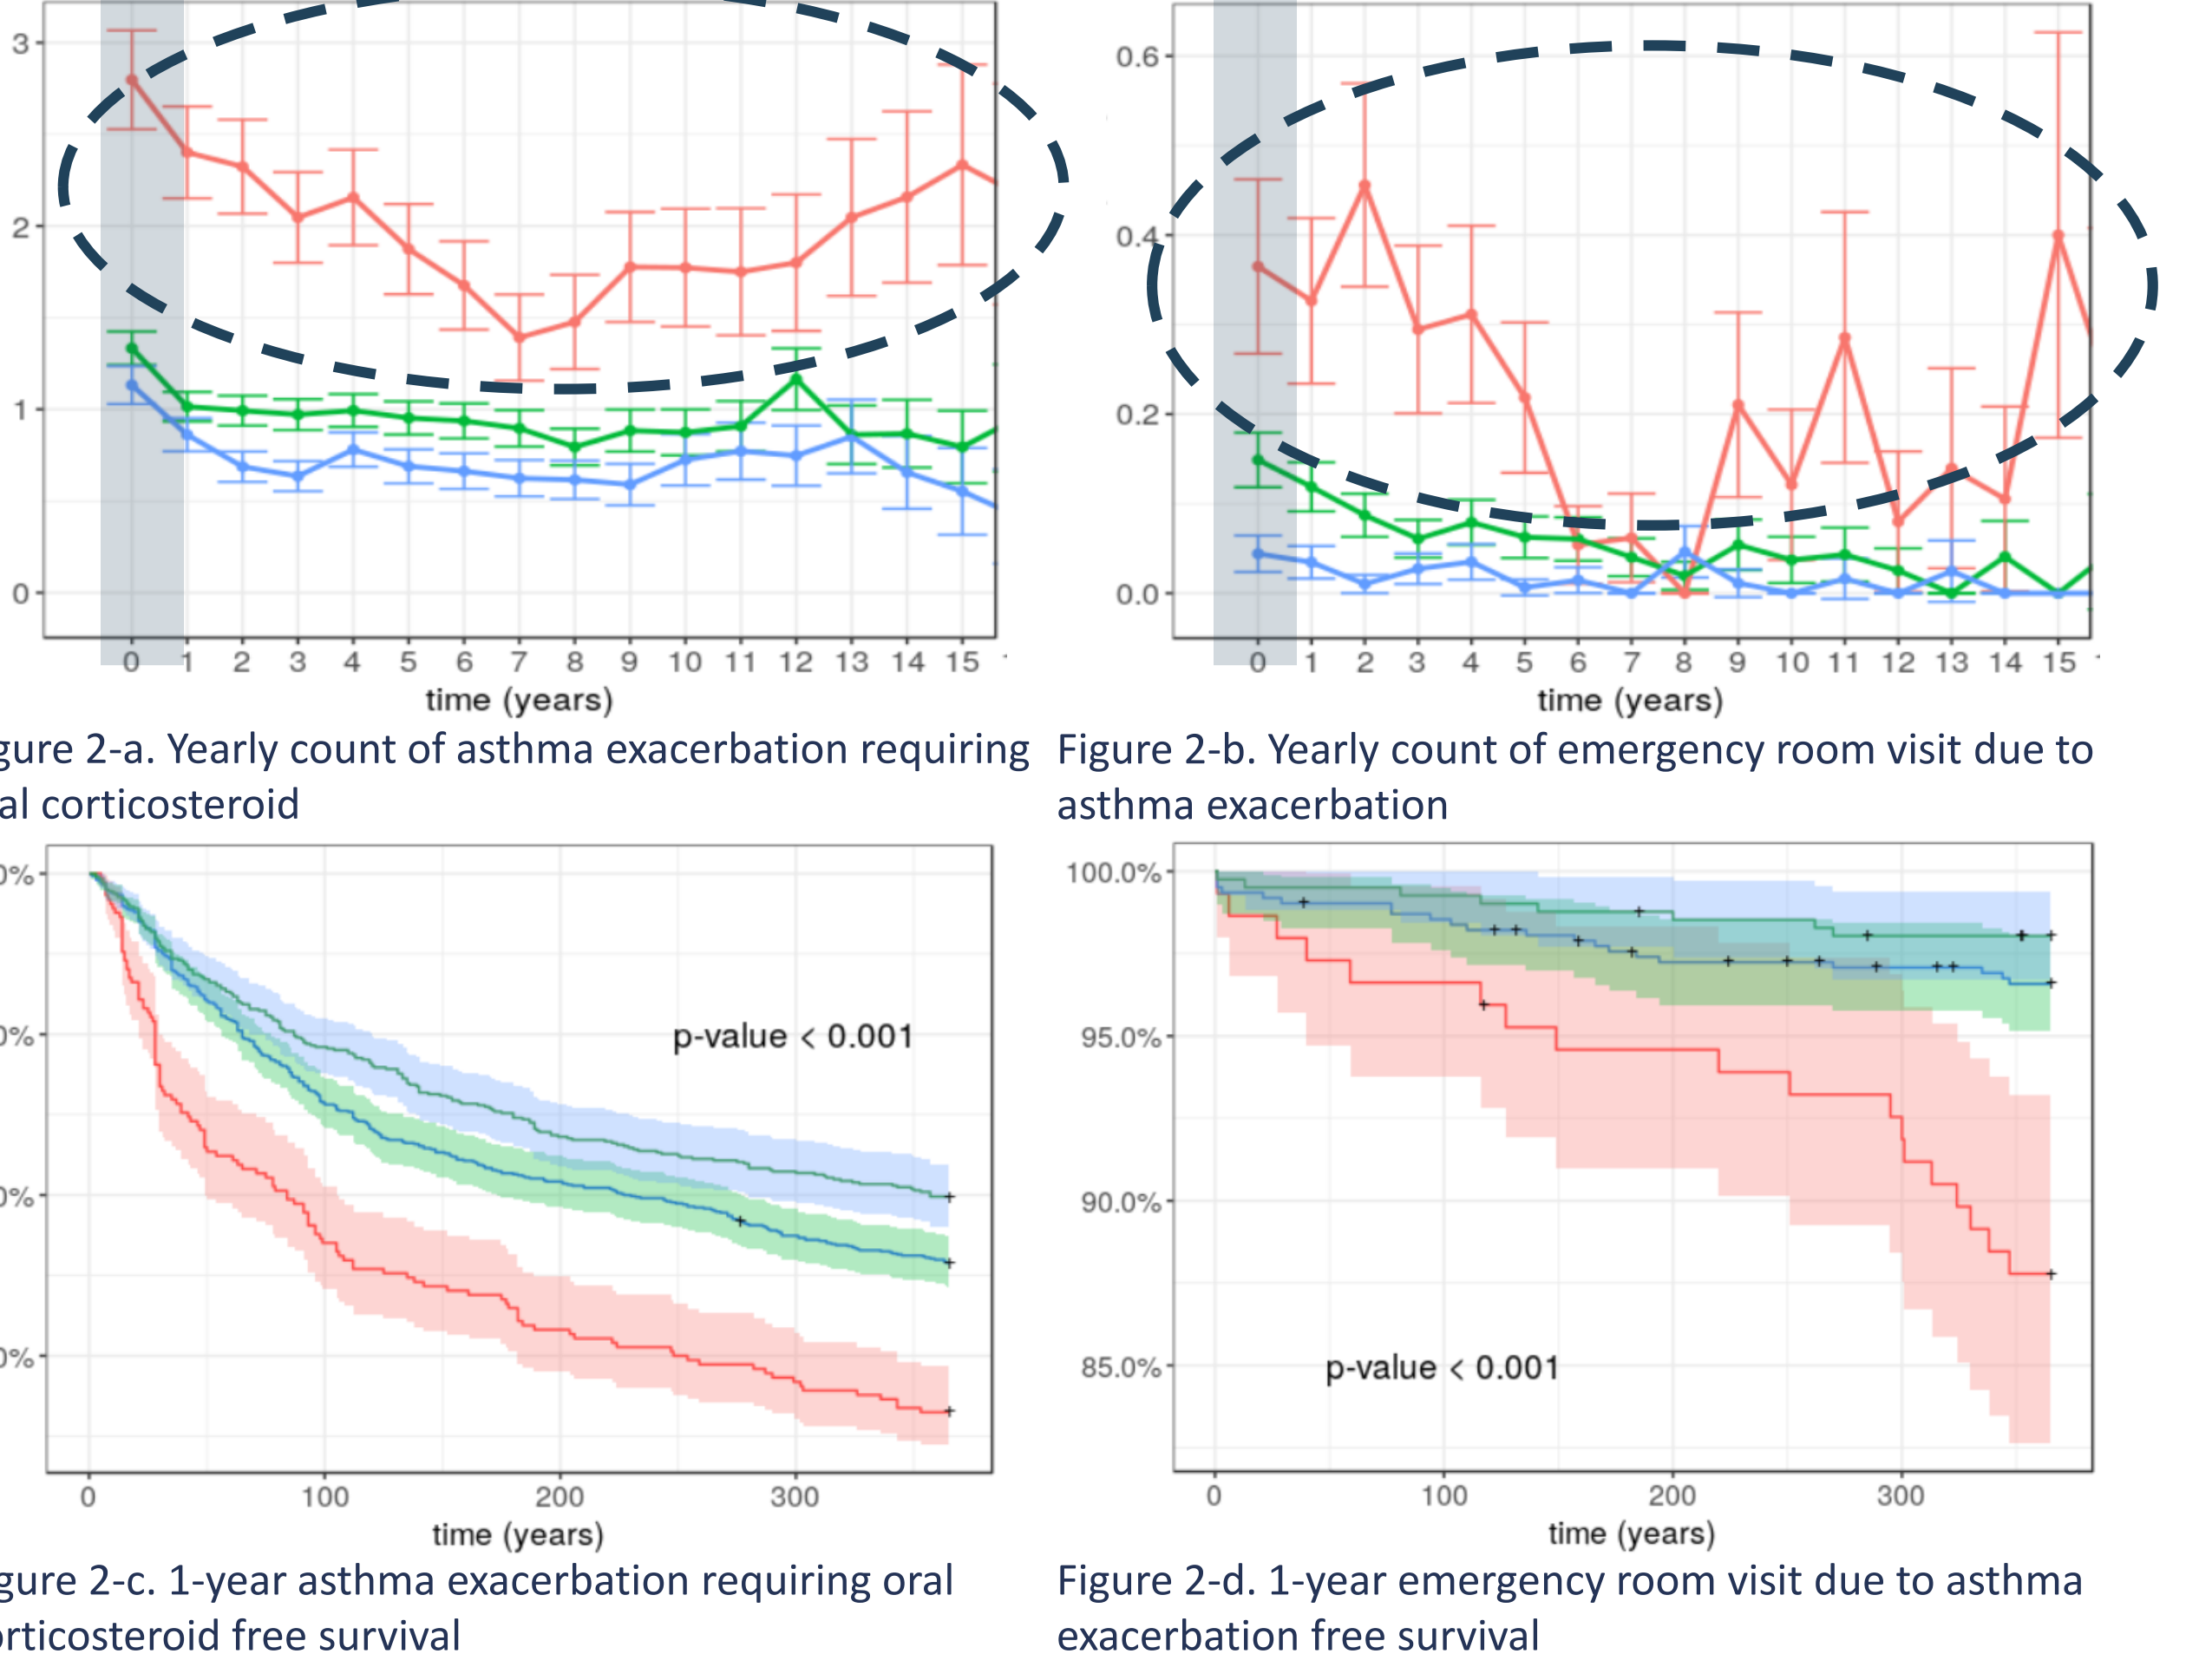 3
2
1
0
0 1 2 3 4 5 6 7 8 9 10 11 12 13 14 15
time (years)
0.6
0.4
0.2
0.0
0 1 2 3 4 5 6 7 8 9 10 11 12 13 14 15
time (years)
gure 2-a. Yearly count of asthma exacerbation requiring
al corticosteroid
Figure 2-b. Yearly count of emergency room visit due to
asthma exacerbation
0%
0%
0%
0%
p-value < 0.001
0 100 200 300
time (years)
100.0%
95.0%
90.0%
85.0%
p-value < 0.001
0 100 200 300
time (years)
gure 2-c. 1-year asthma exacerbation requiring oral
orticosteroid free survival
Figure 2-d. 1-year emergency room visit due to asthma
exacerbation free survival